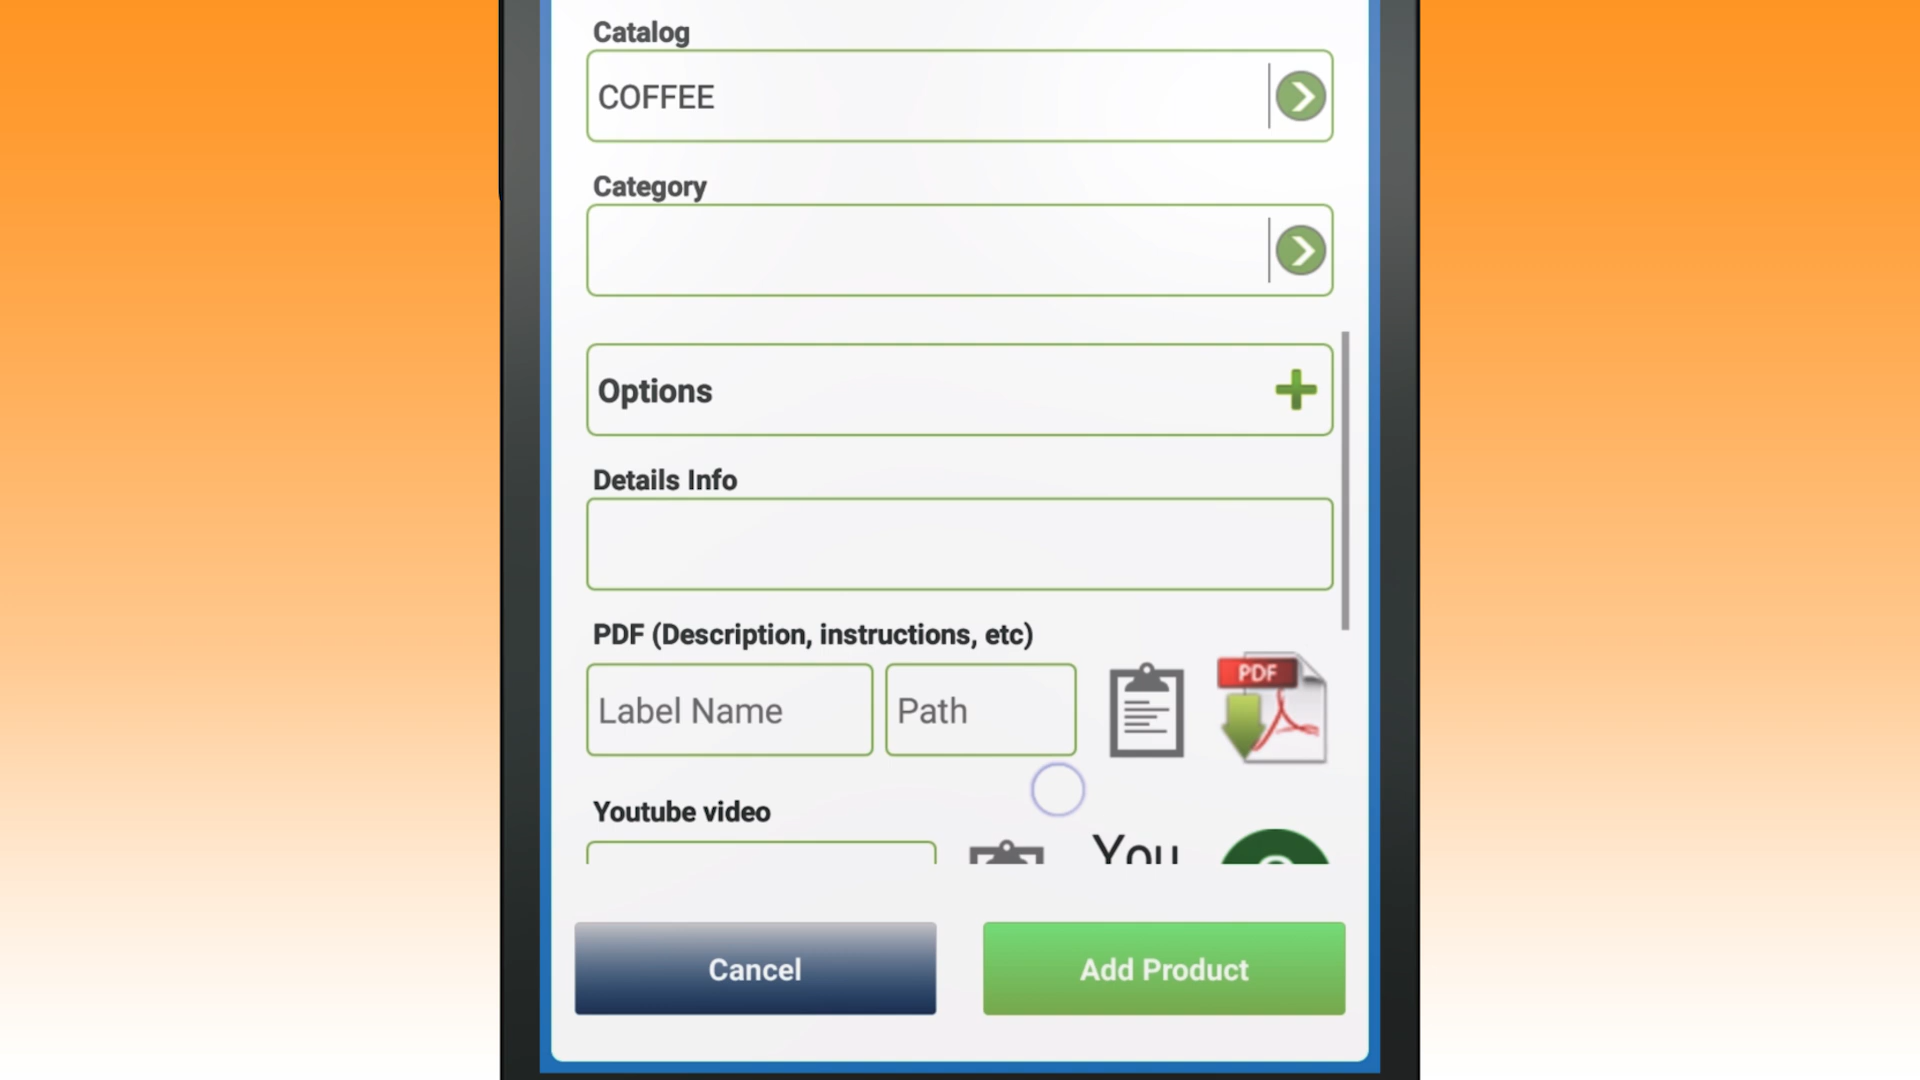 Catalog
COFFEE
Category
Options
Details Info
PDF (Description, instructions, etc)
Label Name
Path
PDF
Youtube video
You
Cancel
Add Product